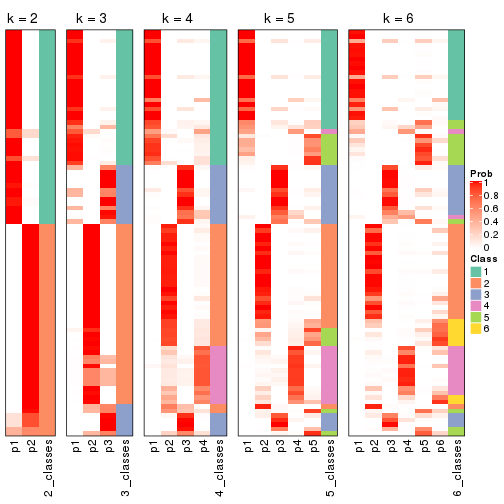 k = 2
k = 3
k = 4
k = 5
k = 6
Prob
1
0.8
0.6
0.4
0.2
0
Class
1
2
3
4
5
6
p1
p2
2_classes
p1
p2
p3
3_classes
p1
p2
p3
p4
4_classes
p1
p2
p3
p4
p5
5_classes
p1
p2
p3
p4
p5
p6
6_classes